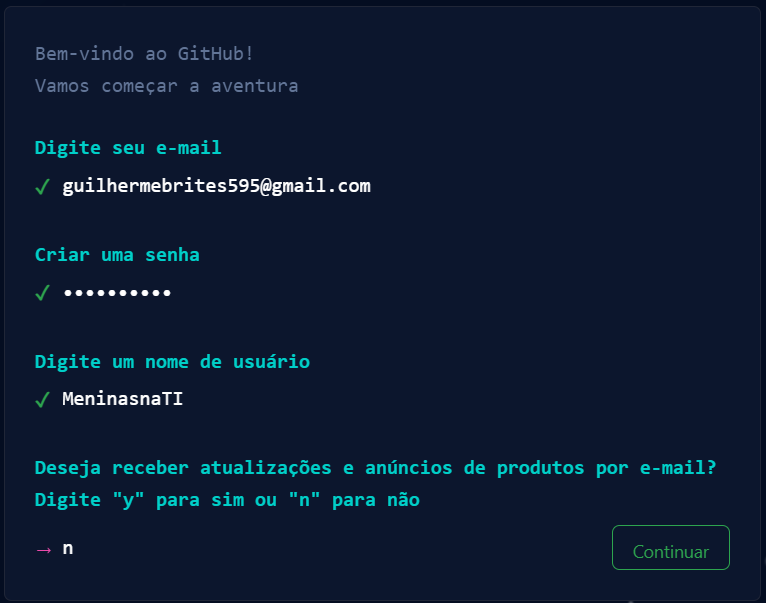 Bem-vindo ao GitHub!
Vamos começar a aventura
Digite seu e-mail
✓ guilhermebrites595@gmail.com
Criar uma senha
✓ ••••••••••
Digite um nome de usuário
✓ MeninasnaTI
Deseja receber atualizações e anúncios de produtos por e-mail?
Digite "y" para sim ou "n" para não
→ n
Continuar